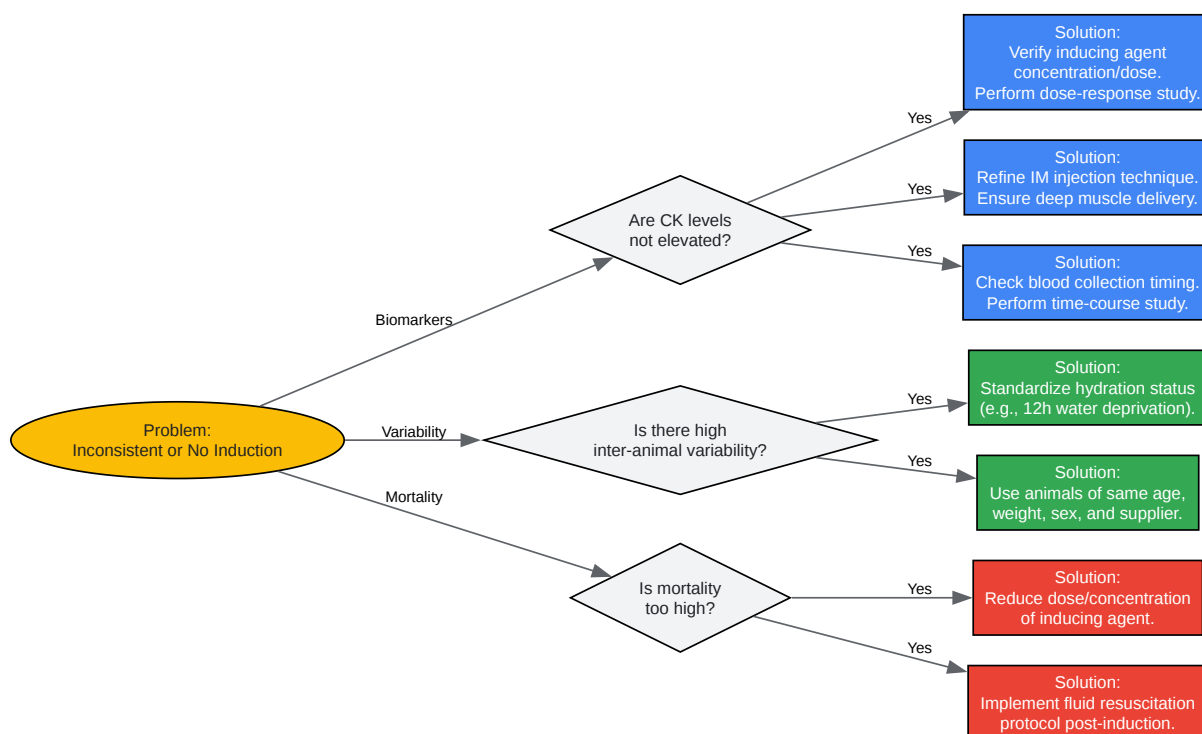 Problem:
Inconsistent or No Induction
Biomarkers
Variability
Mortality
Are CK levels
not elevated?
Yes
Yes
Yes
Solution:
Verify inducing agent
concentration/dose.
Perform dose-response study.
Solution:
Refine IM injection technique.
Ensure deep muscle delivery.
Solution:
Check blood collection timing.
Perform time-course study.
Is there high
inter-animal variability?
Yes
Yes
Solution:
Standardize hydration status
(e.g., 12h water deprivation).
Solution:
Use animals of same age,
weight, sex, and supplier.
Is mortality
too high?
Yes
Yes
Solution:
Reduce dose/concentration
of inducing agent.
Solution:
Implement fluid resuscitation
protocol post-induction.